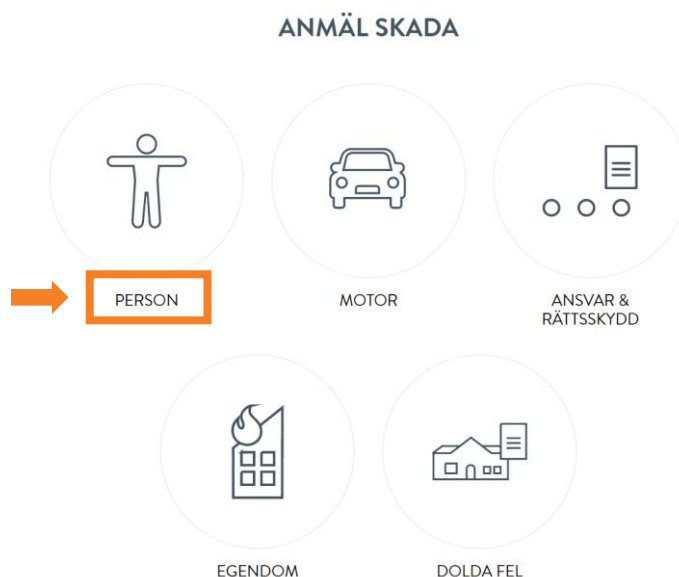 ANMÄL SKADA
PERSON
MOTOR
ANSVAR &
RÄTTSSKYDD
EGENDOM
DOLDA FEL